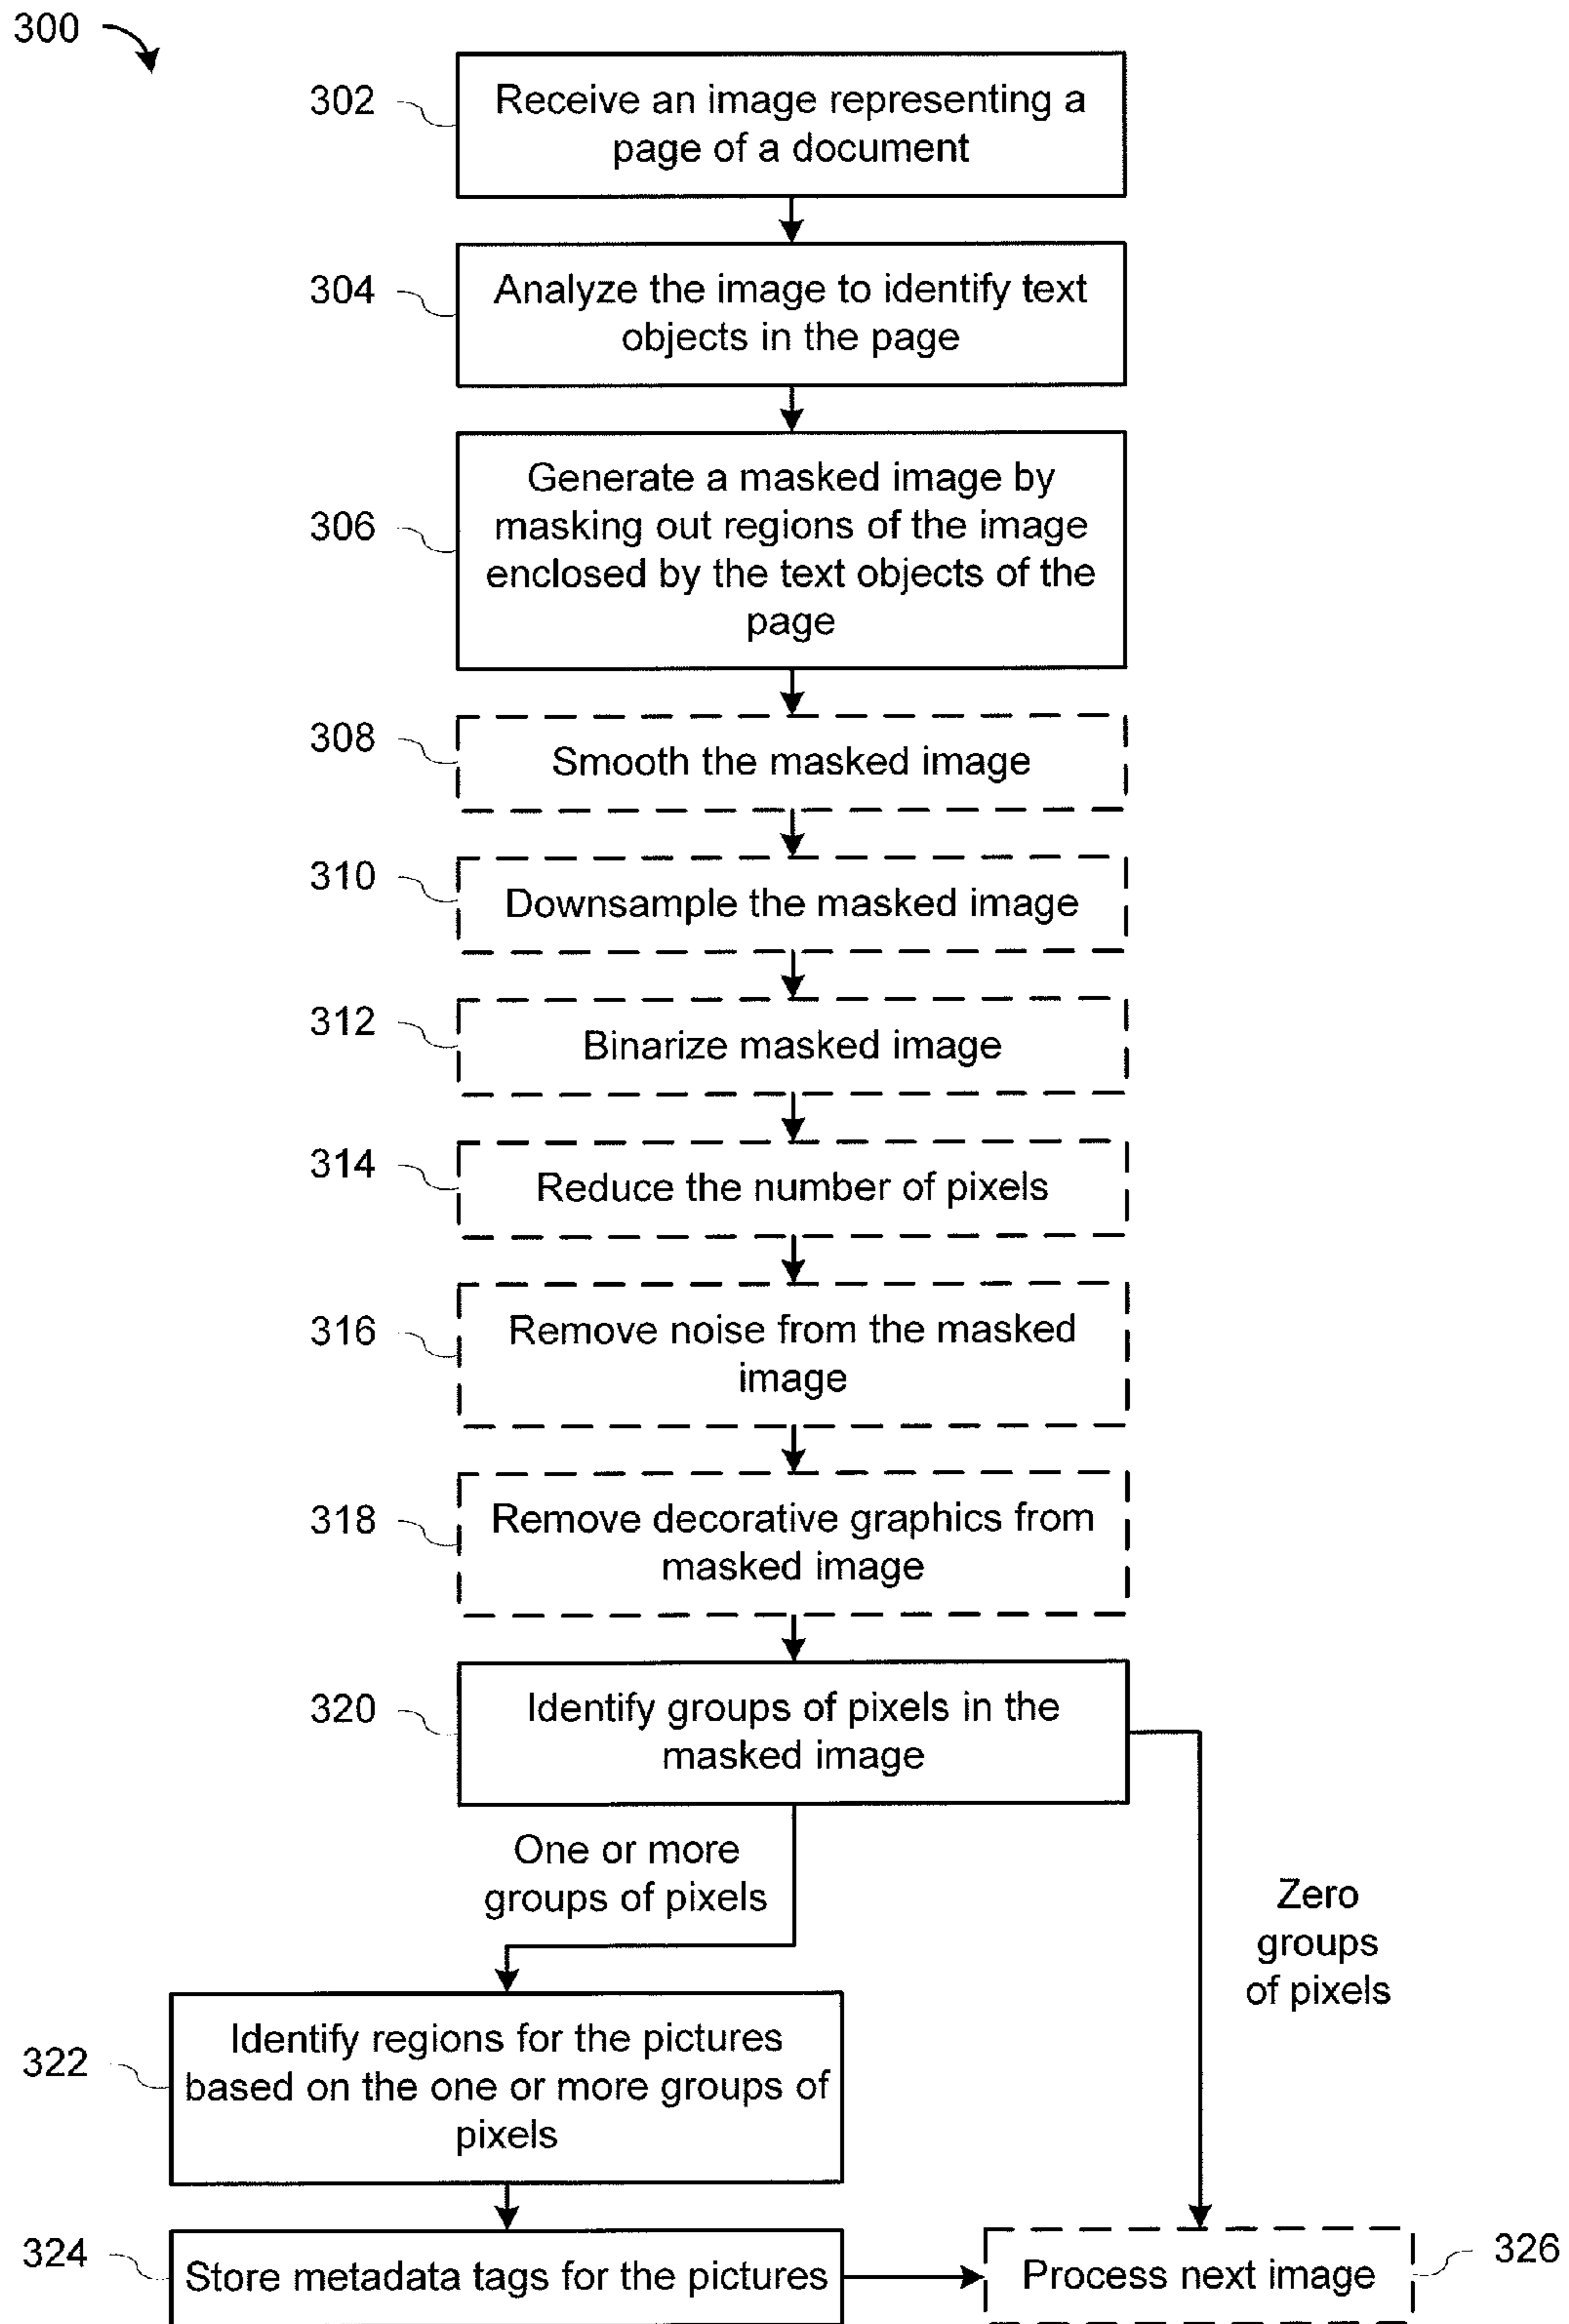 300
302
Receive an image representing a
page of a document
304
Analyze the image to identify text
objects in the page
306
Generate a masked image by
masking out regions of the image
enclosed by the text objects of the
page
308
Smooth the masked image
310
Downsample the masked image
312
Binarize masked image
314
Reduce the number of pixels
316
Remove noise from the masked
image
318
Remove decorative graphics from
masked image
320
Identify groups of pixels in the
masked image
One or more
groups of pixels
Zero
groups
of pixels
322
Identify regions for the pictures
based on the one or more groups of
pixels
324
Store metadata tags for the pictures
Process next image
326